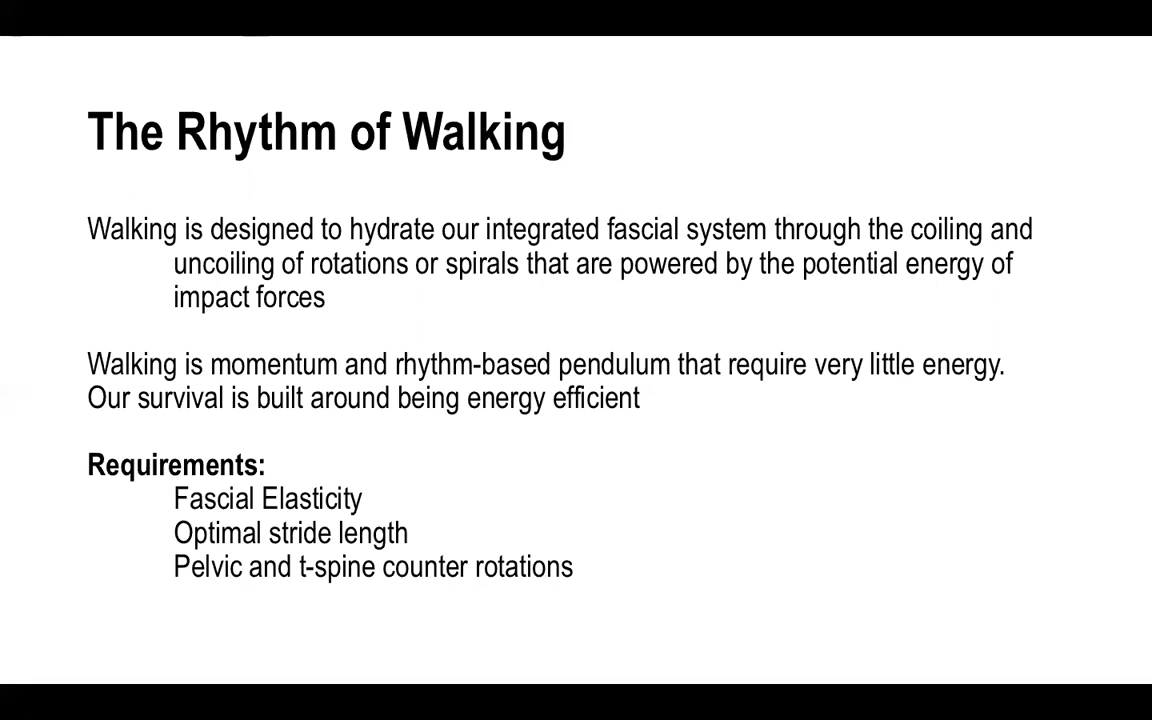 The Rhythm of Walking
Walking is designed to hydrate our integrated fascial system through the coiling and
uncoiling of rotations or spirals that are powered by the potential energy of
impact forces
Walking is momentum and rhythm-based pendulum that require very little energy.
Our survival is built around being energy efficient
Requirements:
Fascial Elasticity
Optimal stride length
Pelvic and t-spine counter rotations